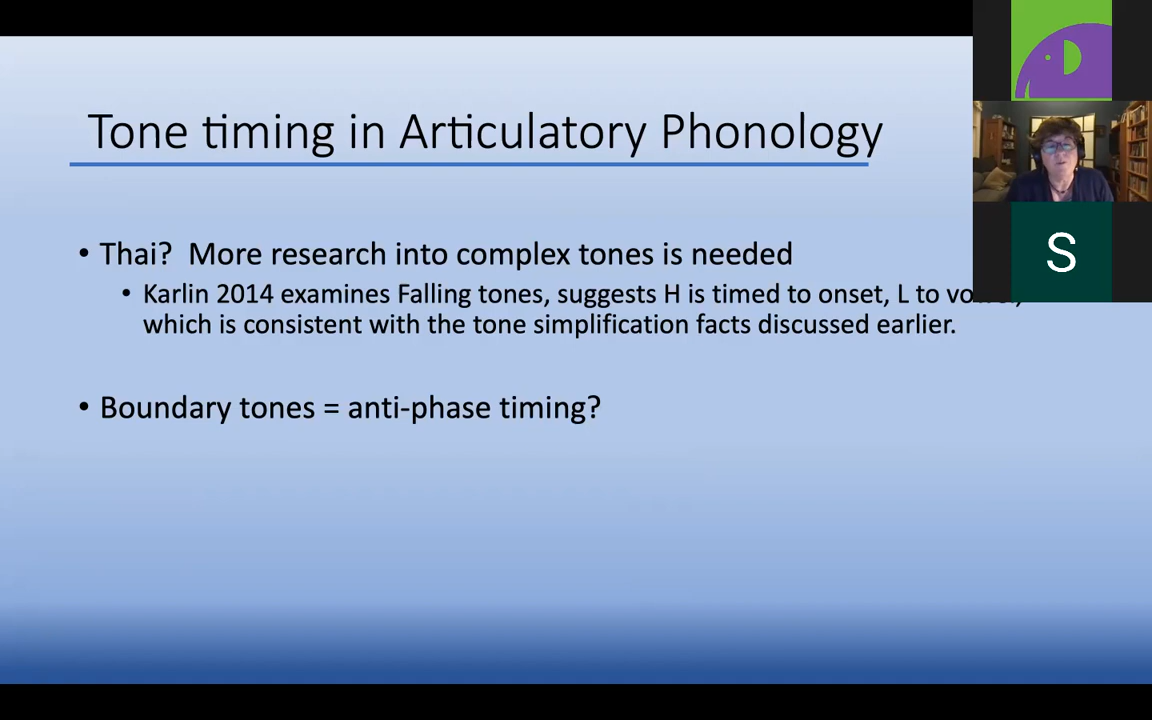 Tone timing in Articulatory Phonology
• Thai? More research into complex tones is needed
• Karlin 2014 examines Falling tones, suggests H is timed to onset, L to
which is consistent with the tone simplification facts discussed earlier.
• Boundary tones = anti-phase timing?
S